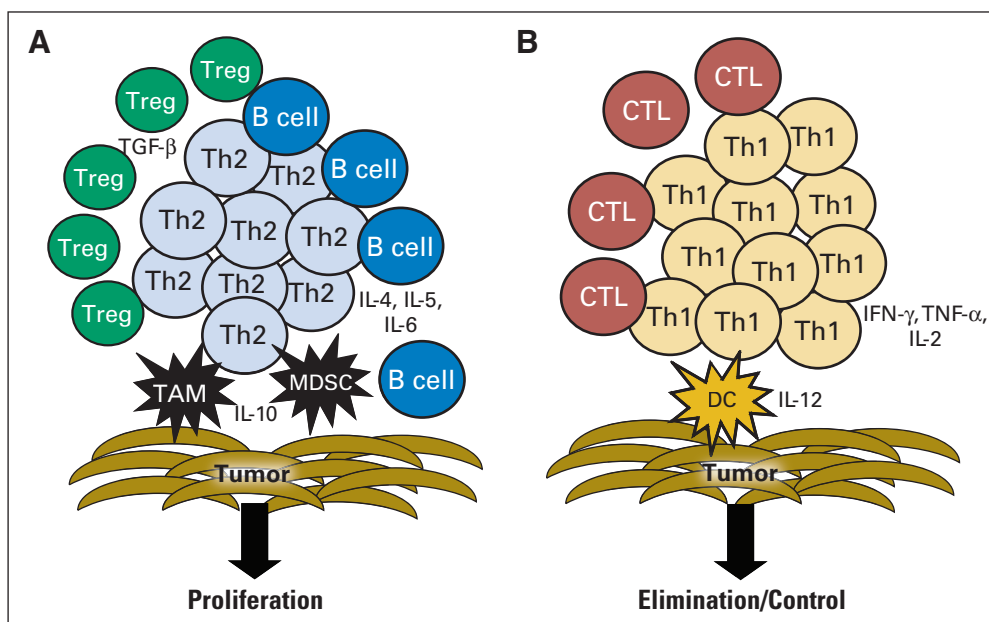 A
Treg
Treg
B cell
TGF-β
Th2
Th2
B cell
Treg
Th2
Th2
Th2
B cell
Treg
Th2
Th2
Th2
Treg
Th2
IL-4, IL-5,
IL-6
TAM
MDSC
B cell
IL-10
Tumor
Proliferation
B
CTL
CTL
Th1
Th1
CTL
Th1
Th1
Th1
Th1
Th1
Th1
CTL
Th1
Th1
Th1
IFN-γ, TNF-α,
IL-2
DC
IL-12
Tumor
Elimination/Control